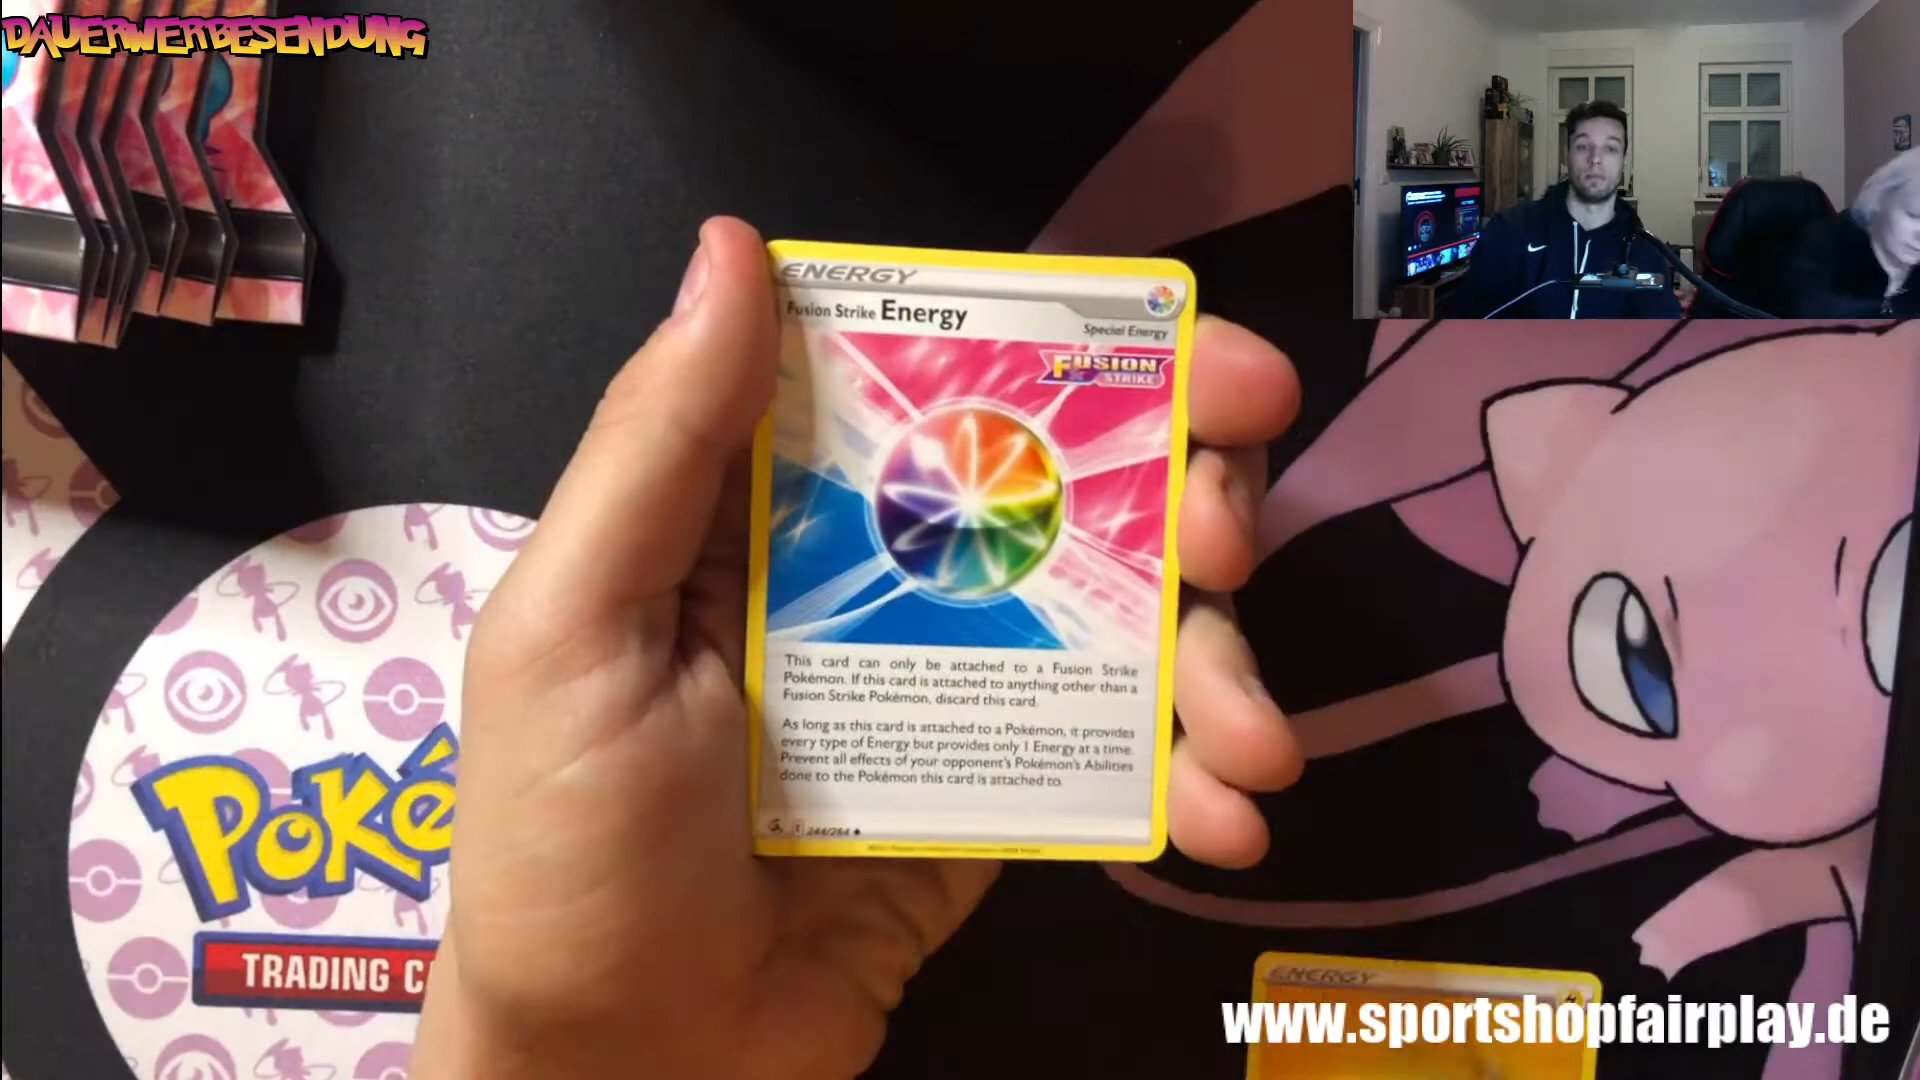 DAUERWERBESENDUNG
ENERGY
Fusion Strike Energy
Special Energy
FUSION
STRIKE
This card can only be attached to a Fusion Strike
Pokémon. If this card is attached to anything other than a
Fusion Strike Pokémon, discard this card.
As long as this card is attached to a Pokémon, it provides
every type of Energy but provides only 1 Energy at a time.
Prevent all effects of your opponent's Pokémon's Abilities
done to the Pokémon this card is attached to.
244/264
Poké
TRADING C
ENERGY
www.sportshopfairplay.de